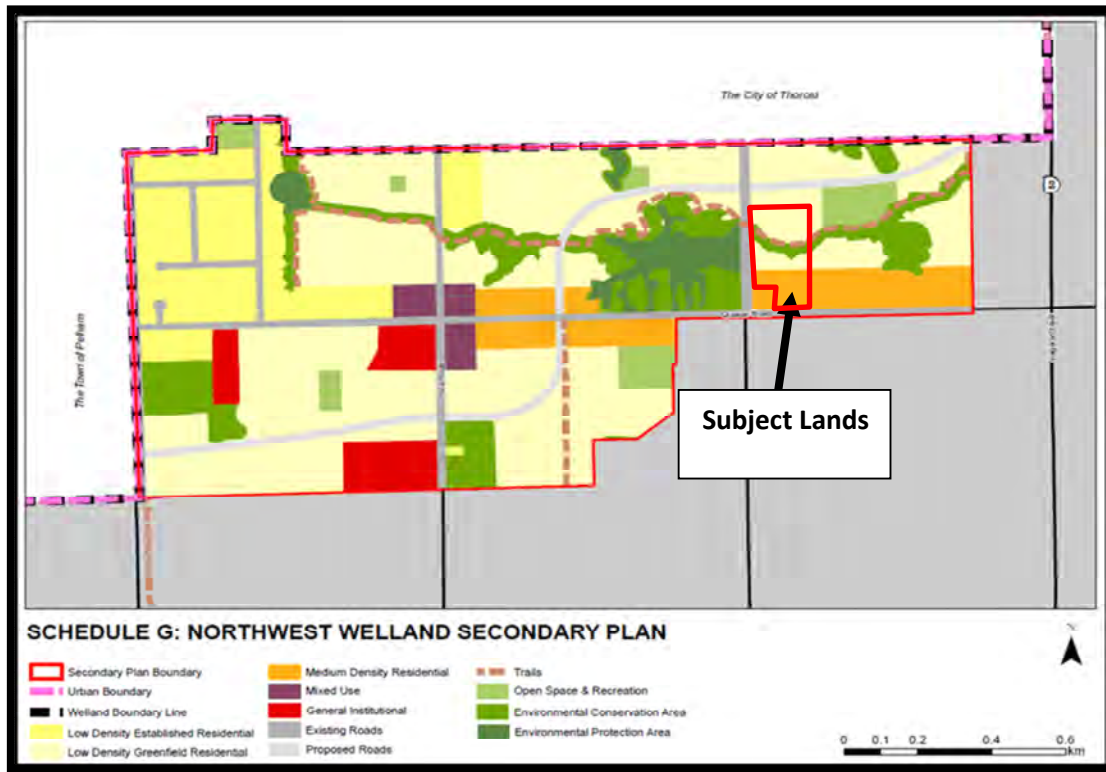 The City of Thorold
The Town of Pelham
Subject Lands
SCHEDULE G: NORTHWEST WELLAND SECONDARY PLAN
Secondary Plan Boundary
Urban Boundary
Welland Boundary Line
Low Density Established Residential
Low Density Greenfield Residential
Medium Density Residential
Mixed Use
General Institutional
Existing Roads
Proposed Roads
Trails
Open Space & Recreation
Environmental Conservation Area
Environmental Protection Area
0 0.1 0.2 0.4 0.6
km